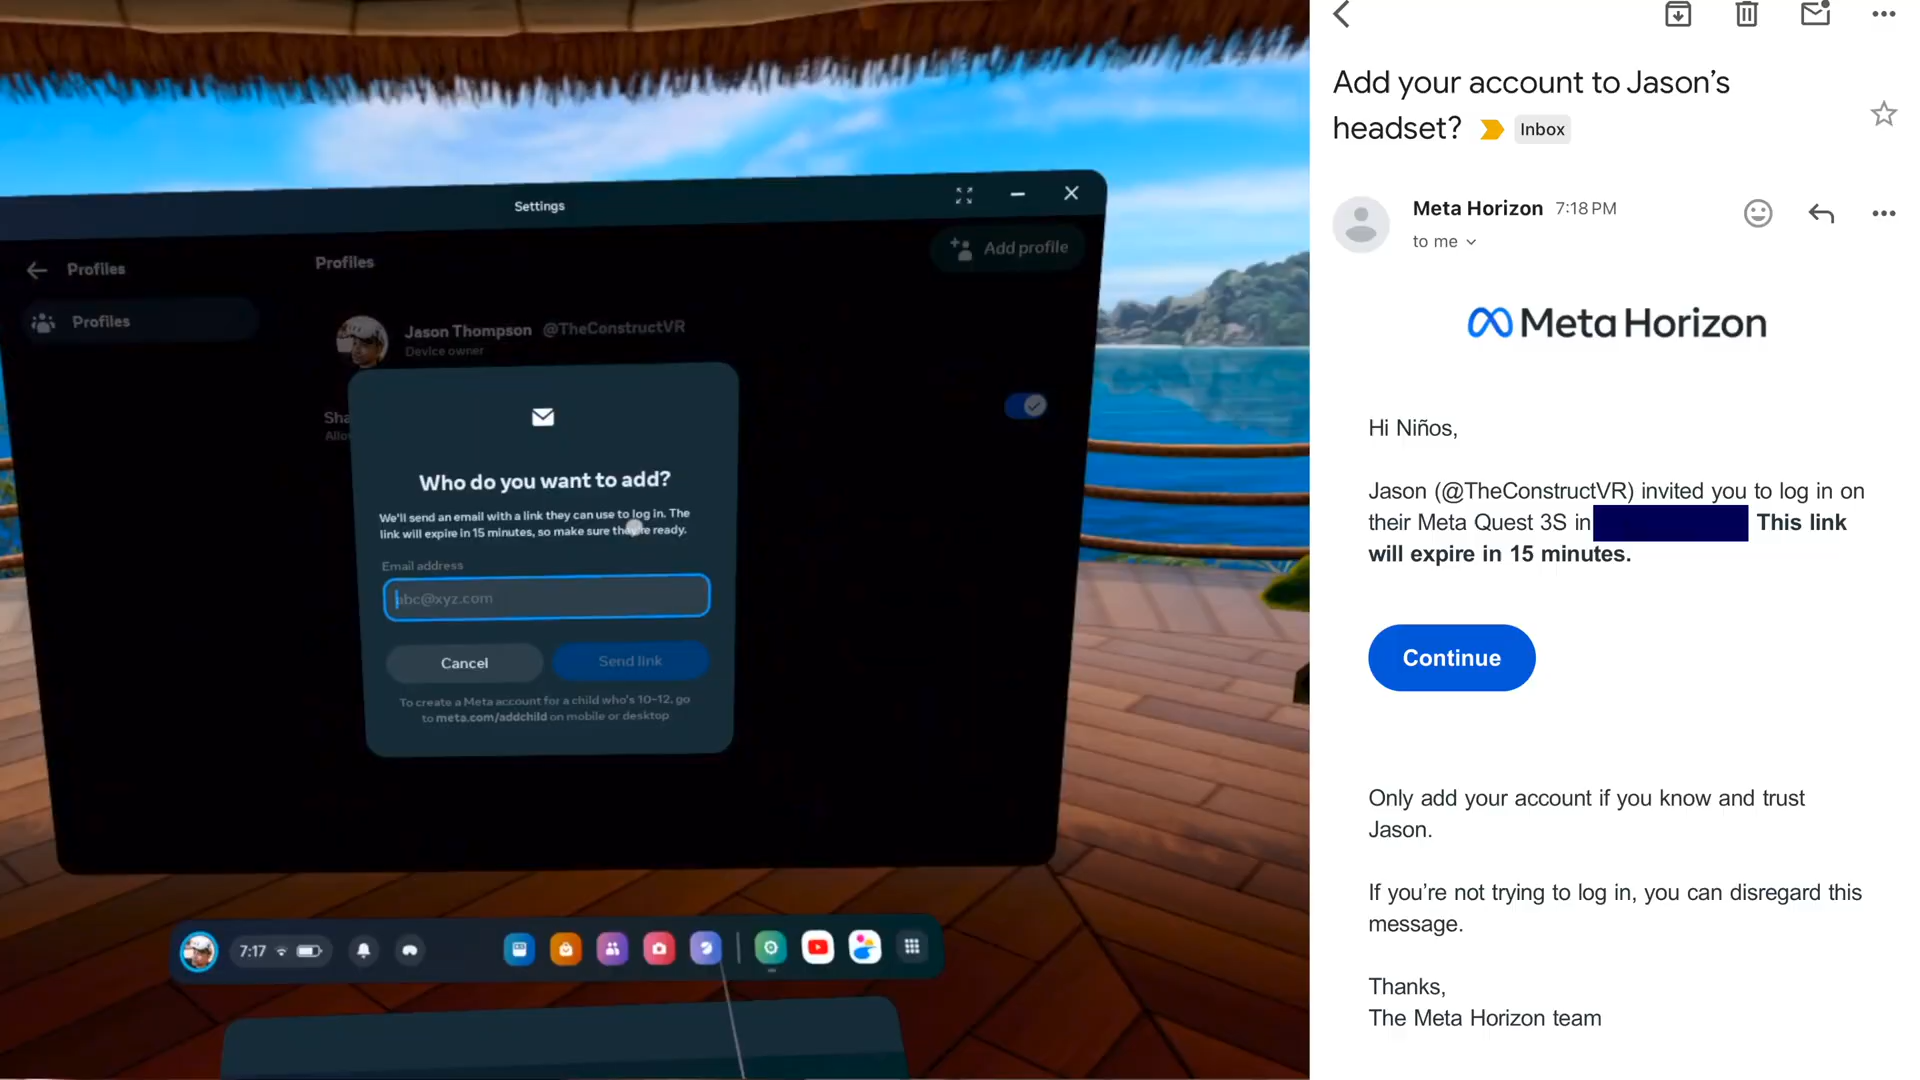 Settings
Profiles
Profiles
Profiles
Add profile
Jason Thompson @TheConstructVR
Device owner
Sha
Allo
Who do you want to add?
We'll send an email with a link they can use to log in. The
link will expire in 15 minutes, so make sure they're ready.
Email address
abc@xyz.com
Cancel
Send link
To create a Meta account for a child who's 10-12, go
to meta.com/addchild on mobile or desktop
7:17
Add your account to Jason's
headset? Inbox
Meta Horizon 7:18 PM
to me
Meta Horizon
Hi Niños,
Jason (@TheConstructVR) invited you to log in on
their Meta Quest 3S in This link
will expire in 15 minutes.
Continue
Only add your account if you know and trust
Jason.
If you're not trying to log in, you can disregard this
message.
Thanks,
The Meta Horizon team